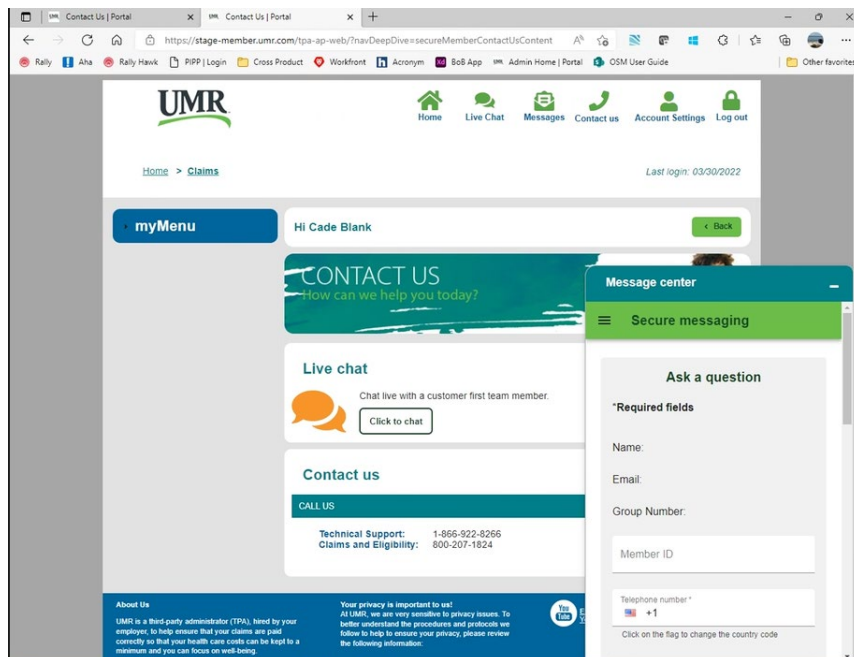 Contact Us | Portal
UMR Contact Us | Portal
https://stage-member.umr.com/tpa-ap-web/?navDeepDive=secureMemberContactUsContent
Rally
Aha
Rally Hawk
PIPP | Login
Cross Product
Workfront
Acronym
BoB App
UMR Admin Home | Portal
OSM User Guide
Other favorites
UMR
Home
Live Chat
Messages
Contact us
Account Settings
Log out
Home > Claims
Last login: 03/30/2022
myMenu
Hi Cade Blank
< Back
CONTACT US
How can we help you today?
Live chat
Chat live with a customer first team member.
Click to chat
Contact us
CALL US
Technical Support: 1-866-922-8266
Claims and Eligibility: 800-207-1824
About Us
UMR is a third-party administrator (TPA), hired by your
employer, to help ensure that your claims are paid
correctly so that your health care costs can be kept to a
minimum and you can focus on well-being.
Your privacy is important to us!
At UMR, we are very sensitive to privacy issues. To
better understand the procedures and protocols we
follow to help to ensure your privacy, please review
the following information:
You
Tube
Message center
Secure messaging
Ask a question
*Required fields
Name:
Email:
Group Number:
Member ID
Telephone number *
+1
Click on the flag to change the country code